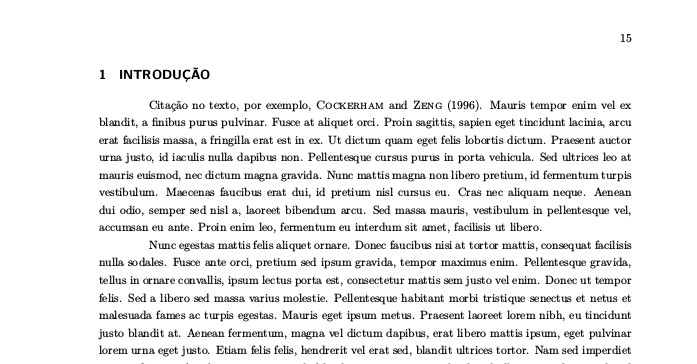 15
1 INTRODUÇÃO
Citação no texto, por exemplo, COCKERHAM and ZENG (1996). Mauris tempor enim vel ex
blandit, a finibus purus pulvinar. Fusce at aliquet orci. Proin sagittis, sapien eget tincidunt lacinia, arcu
erat facilisis massa, a fringilla erat est in ex. Ut dictum quam eget felis lobortis dictum. Praesent auctor
urna justo, id iaculis nulla dapibus non. Pellentesque cursus purus in porta vehicula. Sed ultrices leo at
mauris euismod, nec dictum magna gravida. Nunc mattis magna non libero pretium, id fermentum turpis
vestibulum. Maecenas faucibus erat dui, id pretium nisl cursus eu. Cras nec aliquam neque. Aenean
dui odio, semper sed nisl a, laoreet bibendum arcu. Sed massa mauris, vestibulum in pellentesque vel,
accumsan eu ante. Proin enim leo, fermentum eu interdum sit amet, facilisis ut libero.
Nunc egestas mattis felis aliquet ornare. Donec faucibus nisi at tortor mattis, consequat facilisis
nulla sodales. Fusce ante orci, pretium sed ipsum gravida, tempor maximus enim. Pellentesque gravida,
tellus in ornare convallis, ipsum lectus porta est, consectetur mattis sem justo vel enim. Donec ut tempor
felis. Sed a libero sed massa varius molestie. Pellentesque habitant morbi tristique senectus et netus et
malesuada fames ac turpis egestas. Mauris eget ipsum metus. Praesent laoreet lorem nibh, eu tincidunt
justo blandit at. Aenean fermentum, magna vel dictum dapibus, erat libero mattis ipsum, eget pulvinar
lorem urna eget justo. Etiam felis felis, hendrerit vel erat sed, blandit ultrices tortor. Nam sed imperdiet